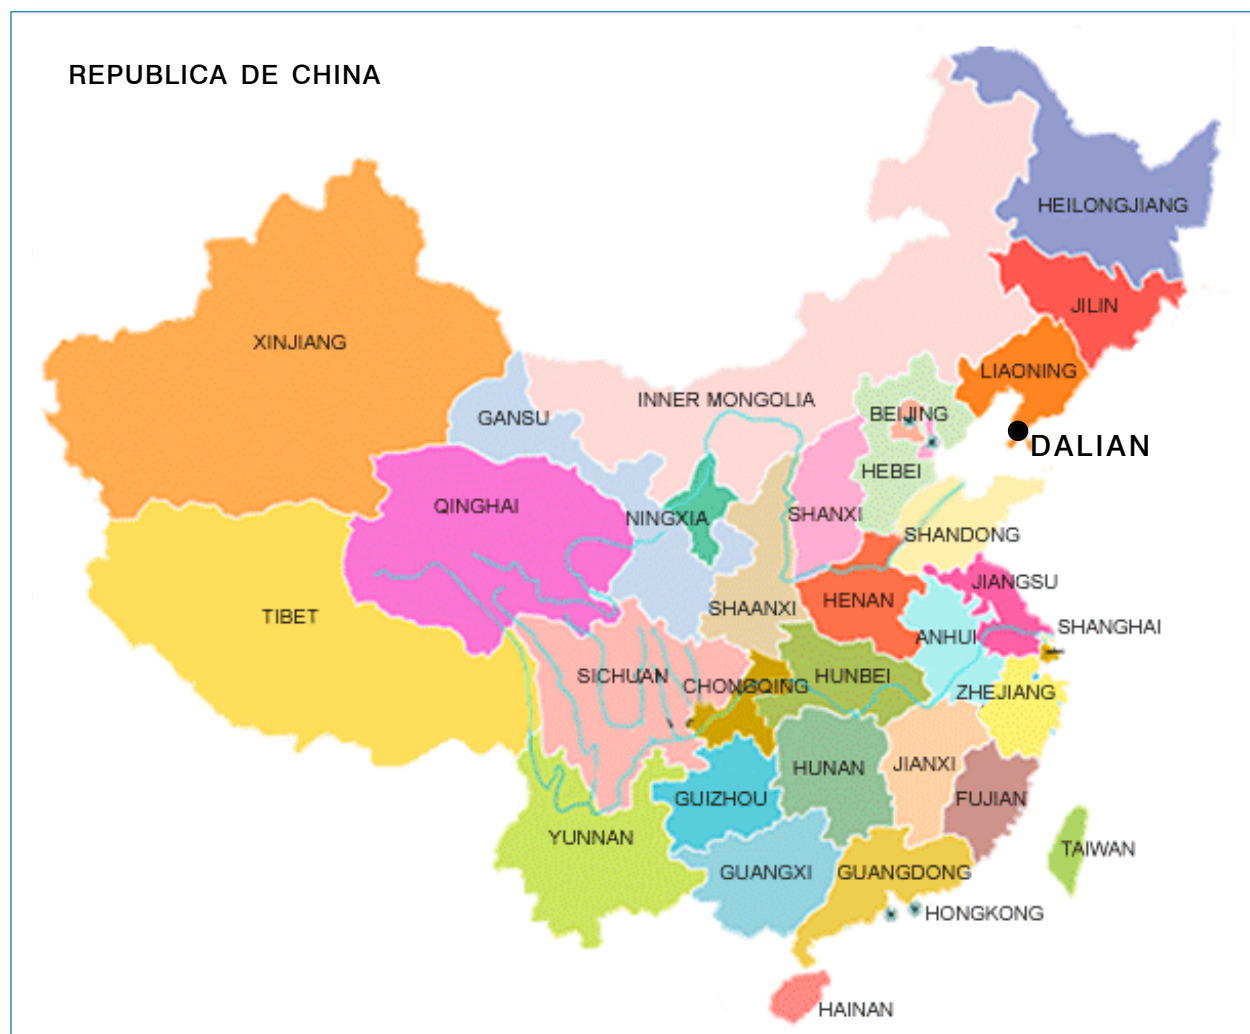 REPUBLICA DE CHINA
HEILONGJIANG
JILIN
XINJIANG
LIAONING
INNER MONGOLIA
GANSU
BEIJING
DALIAN
HEBEI
QINGHAI
NINGXIA
SHANXI
SHANDONG
JIANGSU
HENAN
SHAANXI
TIBET
SHANGHAI
ANHUI
SICHUAN
CHONGQING
HUNBEI
ZHEJIANG
HUNAN
JIANXI
GUIZHOU
FUJIAN
YUNNAN
TAIWAN
GUANGXI
GUANGDONG
HONGKONG
HAINAN